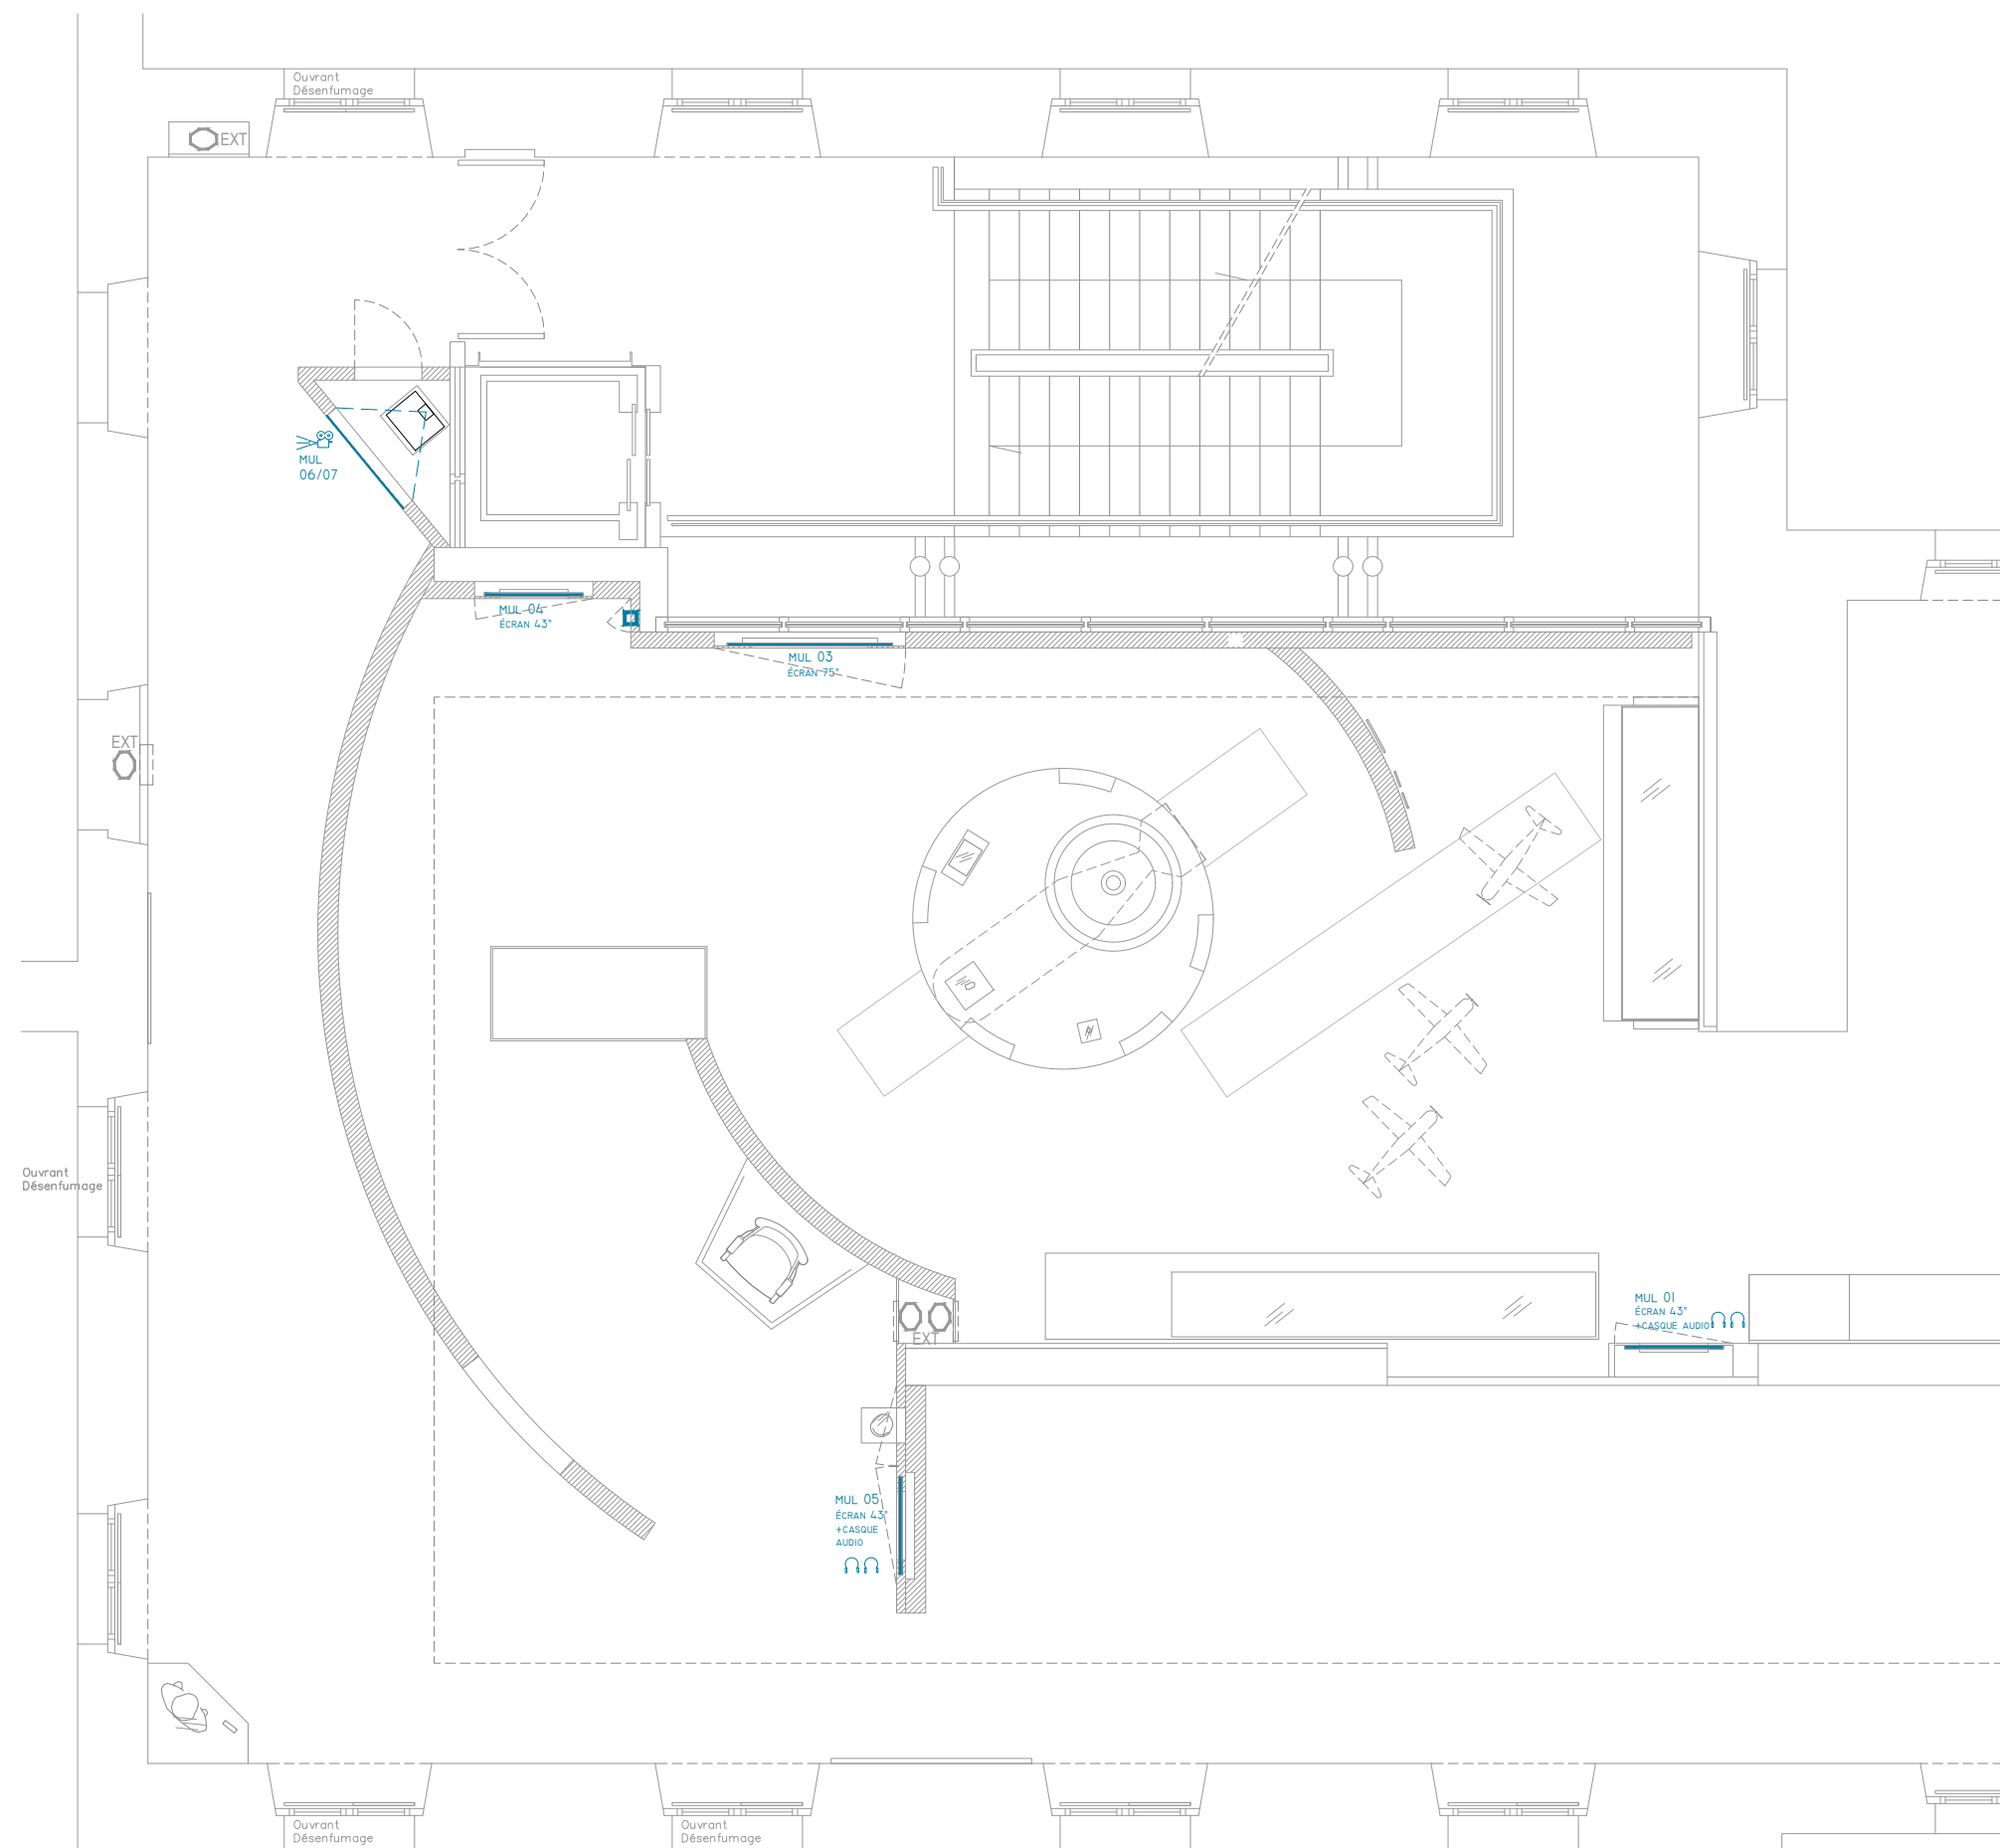 Ouvrant
Désenfumage
EXT
MUL
06/07
MUL 04
ÉCRAN 43"
MUL 03
ÉCRAN 75"
EXT
Ouvrant
Désenfumage
MUL 01
ÉCRAN 43"
+CASQUE AUDIO
EXT
MUL 05
ÉCRAN 43"
+CASQUE
AUDIO
Ouvrant
Désenfumage
Ouvrant
Désenfumage